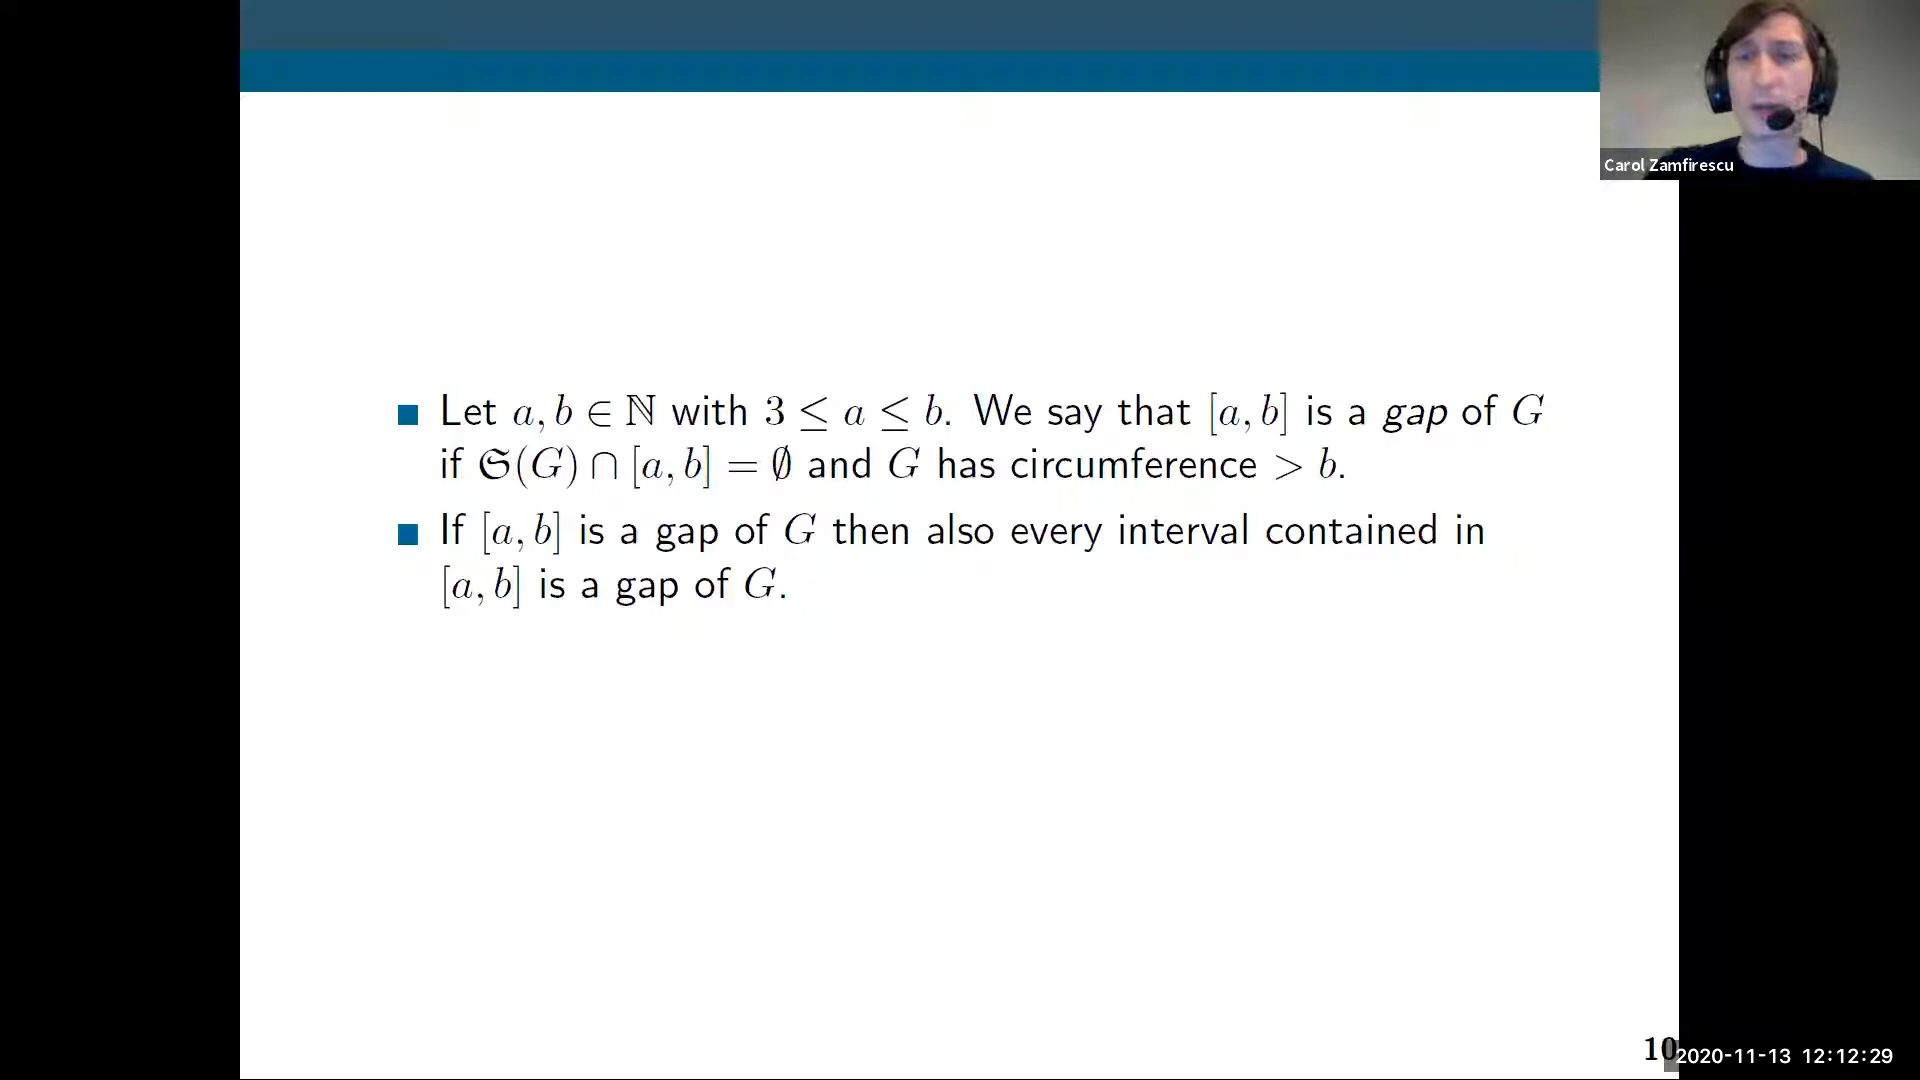 Carol Zamfirescu
Let a, b ∈ ℕ with 3 ≤ a ≤ b. We say that [a, b] is a gap of G
if 𝔖(G) ∩ [a, b] = ∅ and G has circumference > b.
If [a, b] is a gap of G then also every interval contained in
[a, b] is a gap of G.
10
2020-11-13 12:12:29